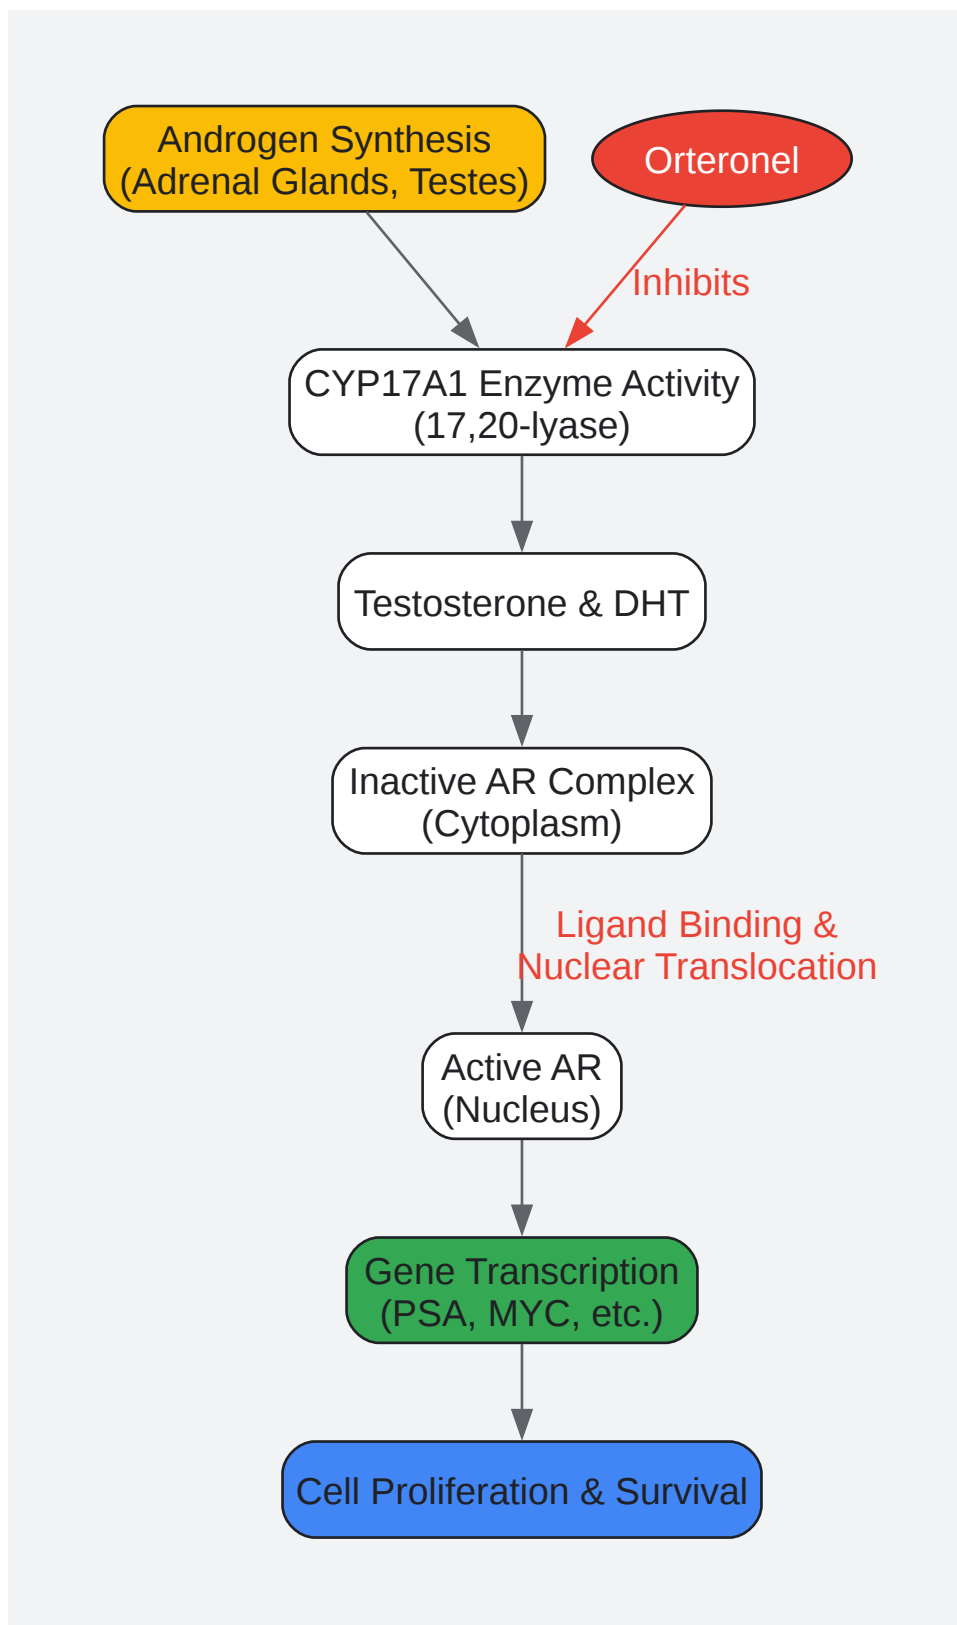 Androgen Synthesis
(Adrenal Glands, Testes)
Orteronel
Inhibits
CYP17A1 Enzyme Activity
(17,20-lyase)
Testosterone & DHT
Inactive AR Complex
(Cytoplasm)
Ligand Binding &
Nuclear Translocation
Active AR
(Nucleus)
Gene Transcription
(PSA, MYC, etc.)
Cell Proliferation & Survival